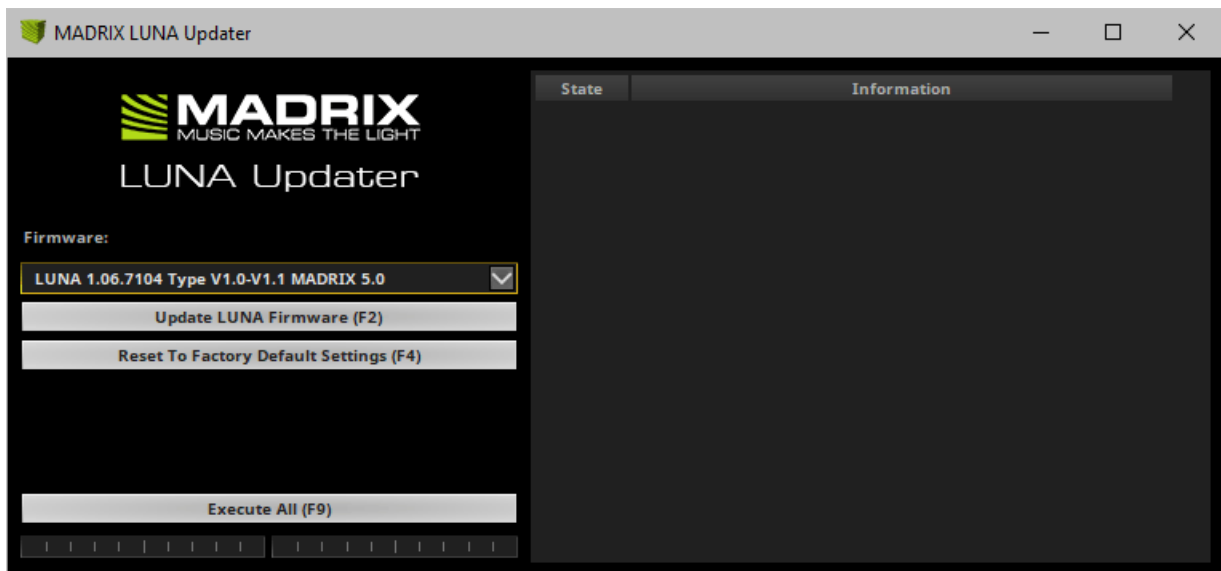 MADRIX LUNA Updater
MADRIX
MUSIC MAKES THE LIGHT
LUNA Updater
Firmware:
LUNA 1.06.7104 Type V1.0-V1.1 MADRIX 5.0
Update LUNA Firmware (F2)
Reset To Factory Default Settings (F4)
Execute All (F9)
State Information